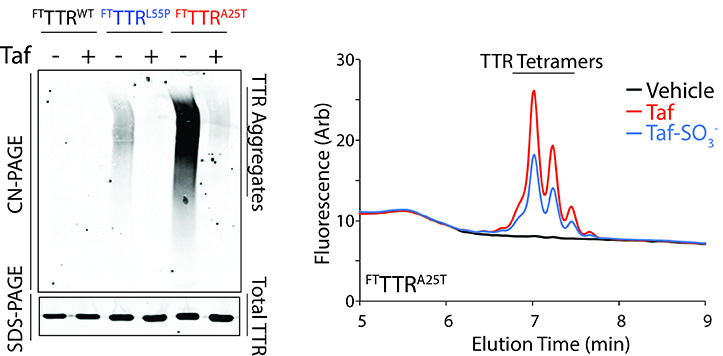 FTTTRWT FTTTRL55P FTTTRA25T
Taf - + - + - +
CN-PAGE
TTR Aggregates
SDS-PAGE
Total TTR
30
20
10
0
Fluorescence (Arb)
TTR Tetramers
Vehicle
Taf
Taf-SO3-
FTTTRA25T
5 6 7 8 9
Elution Time (min)